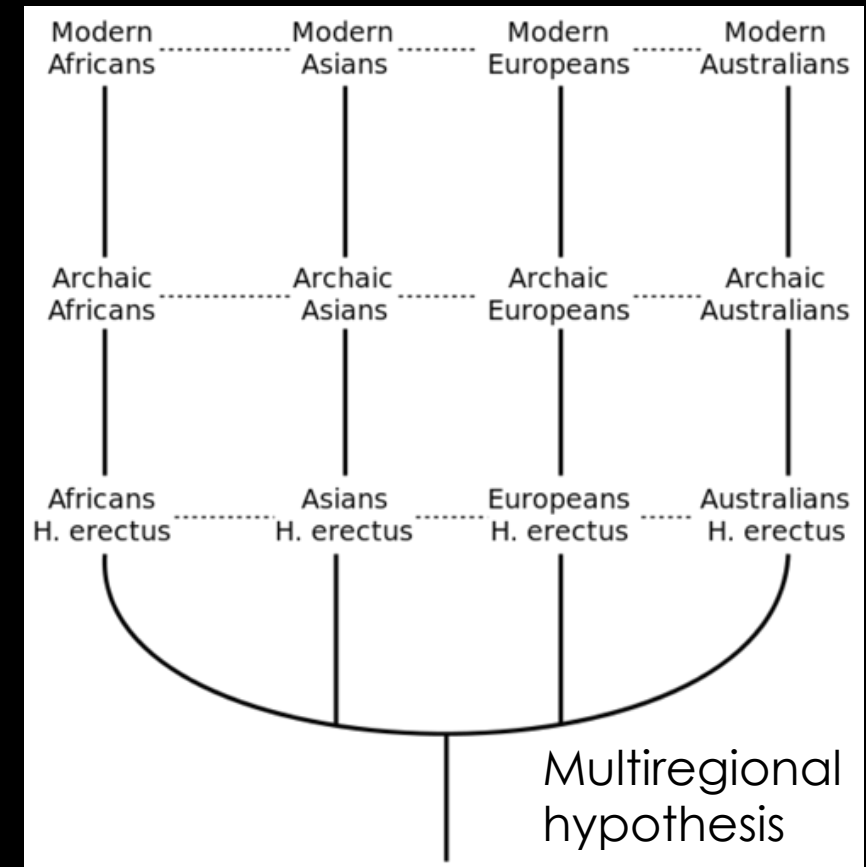 Modern Africans
Modern Asians
Modern Europeans
Modern Australians
Archaic Africans
Archaic Asians
Archaic Europeans
Archaic Australians
Africans H. erectus
Asians H. erectus
Europeans H. erectus
Australians H. erectus
Multiregional
hypothesis